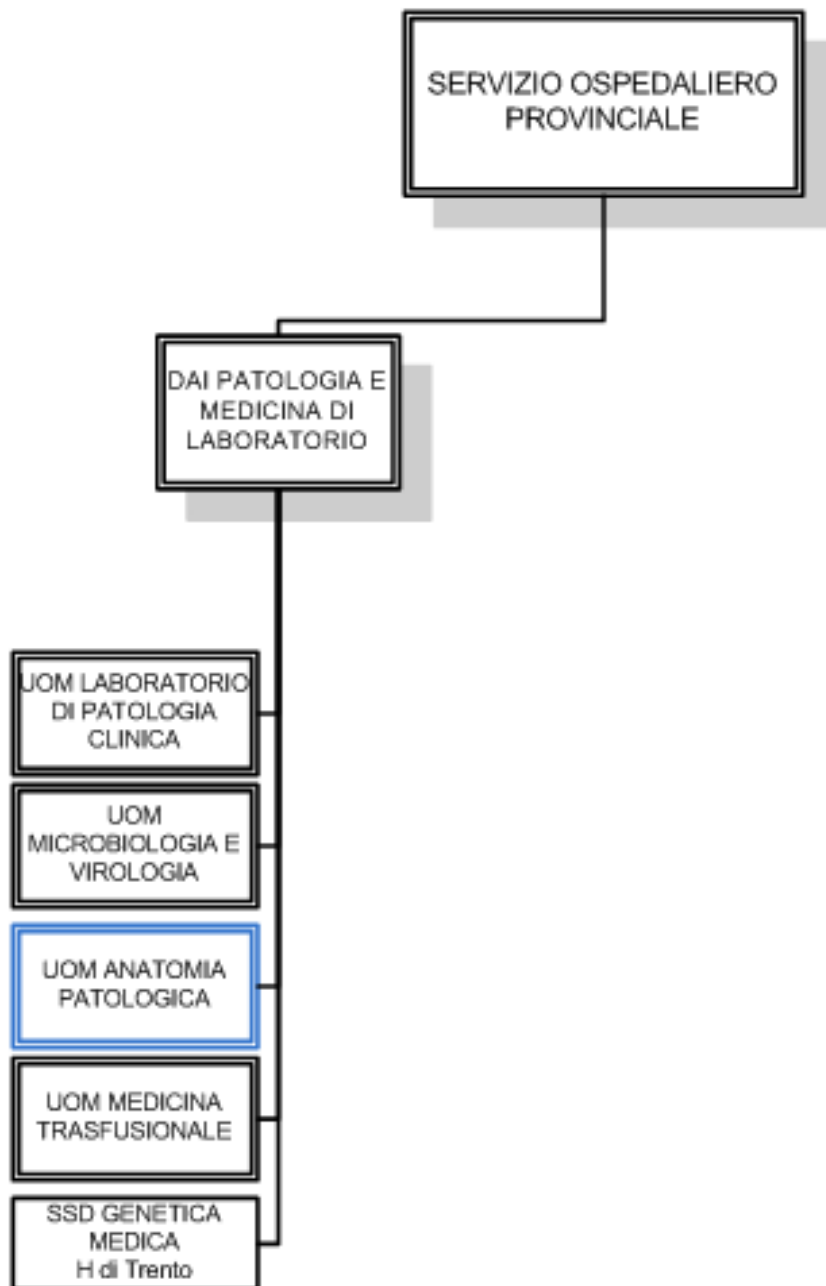 SERVIZIO OSPEDALIERO
PROVINCIALE
DAI PATOLOGIA E
MEDICINA DI
LABORATORIO
UOM LABORATORIO
DI PATOLOGIA
CLINICA
UOM
MICROBIOLOGIA E
VIROLOGIA
UOM ANATOMIA
PATOLOGICA
UOM MEDICINA
TRASFUSIONALE
SSD GENETICA
MEDICA
H di Trento